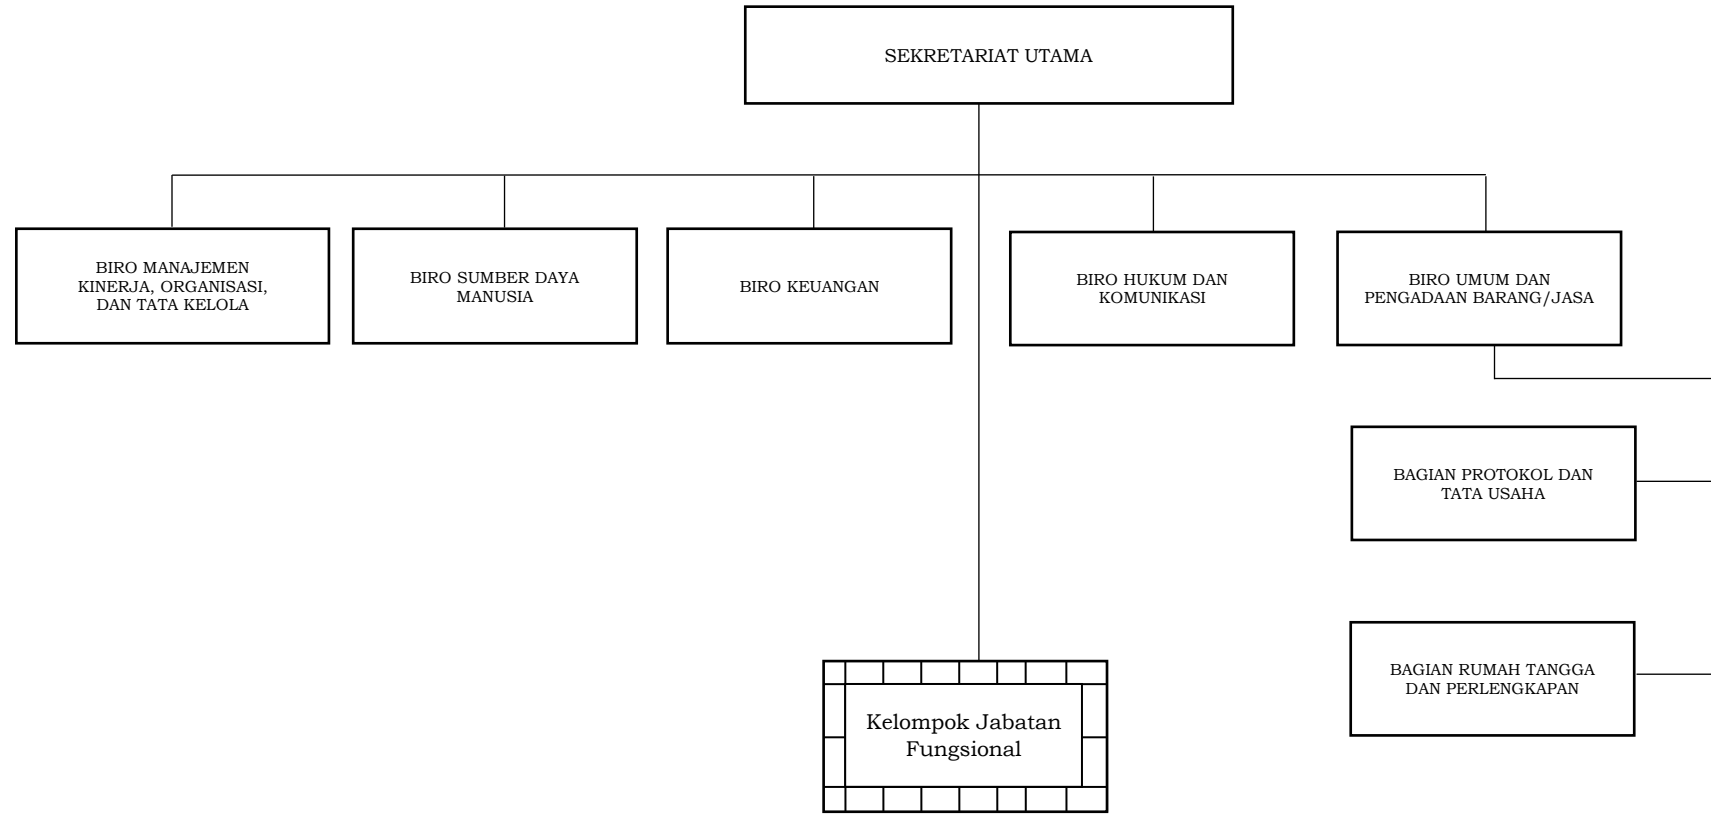 SEKRETARIAT UTAMA
BIRO MANAJEMEN
KINERJA, ORGANISASI,
DAN TATA KELOLA
BIRO SUMBER DAYA
MANUSIA
BIRO KEUANGAN
BIRO HUKUM DAN
KOMUNIKASI
BIRO UMUM DAN
PENGADAAN BARANG/JASA
BAGIAN PROTOKOL DAN
TATA USAHA
BAGIAN RUMAH TANGGA
DAN PERLENGKAPAN
Kelompok Jabatan
Fungsional